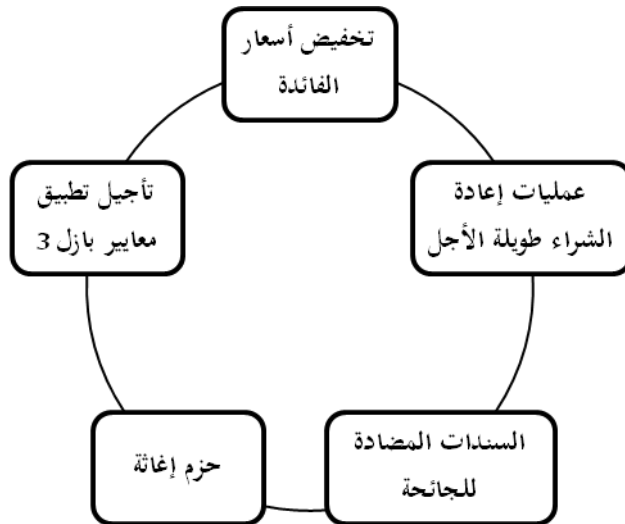 تخفيض أسعار
الفائدة
عمليات إعادة
الشراء طويلة الأجل
السندات المضادة
للجائحة
حزم إغاثة
تأجيل تطبيق
معايير بازل 3